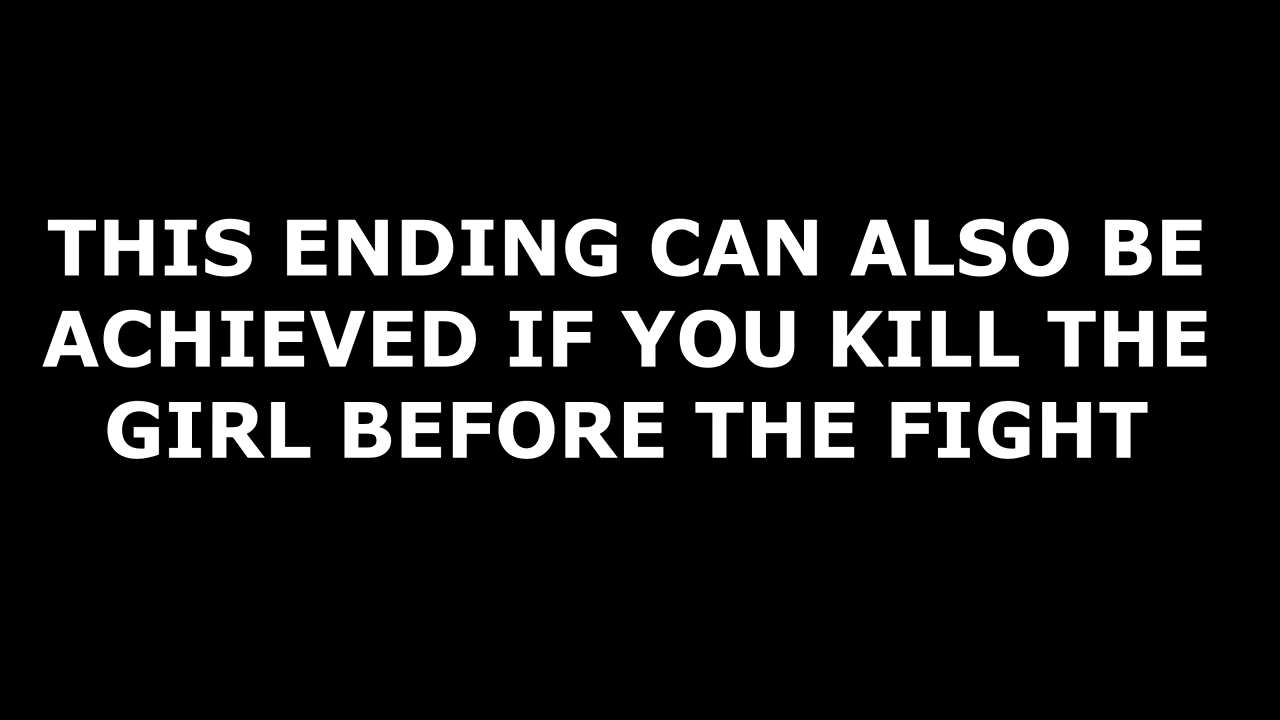 THIS ENDING CAN ALSO BE
ACHIEVED IF YOU KILL THE
GIRL BEFORE THE FIGHT